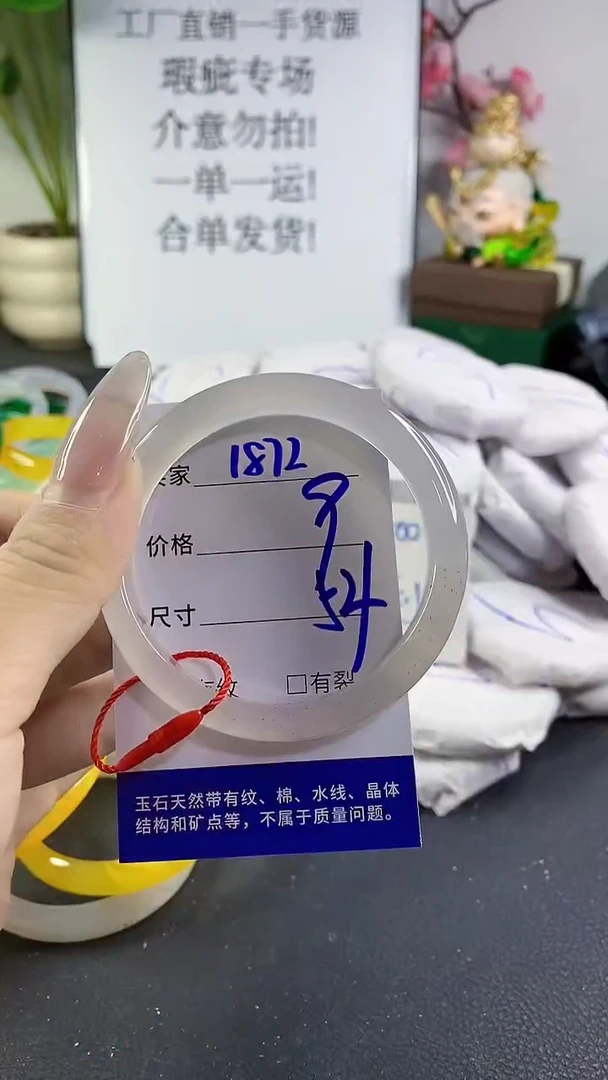 工厂直销一手货源
瑕疵专场
介意勿拍!
一单一运!
合单发货!
家 1872
价格
尺寸 54
纹 □有裂
玉石天然带有纹、棉、水线、晶体
结构和矿点等，不属于质量问题。